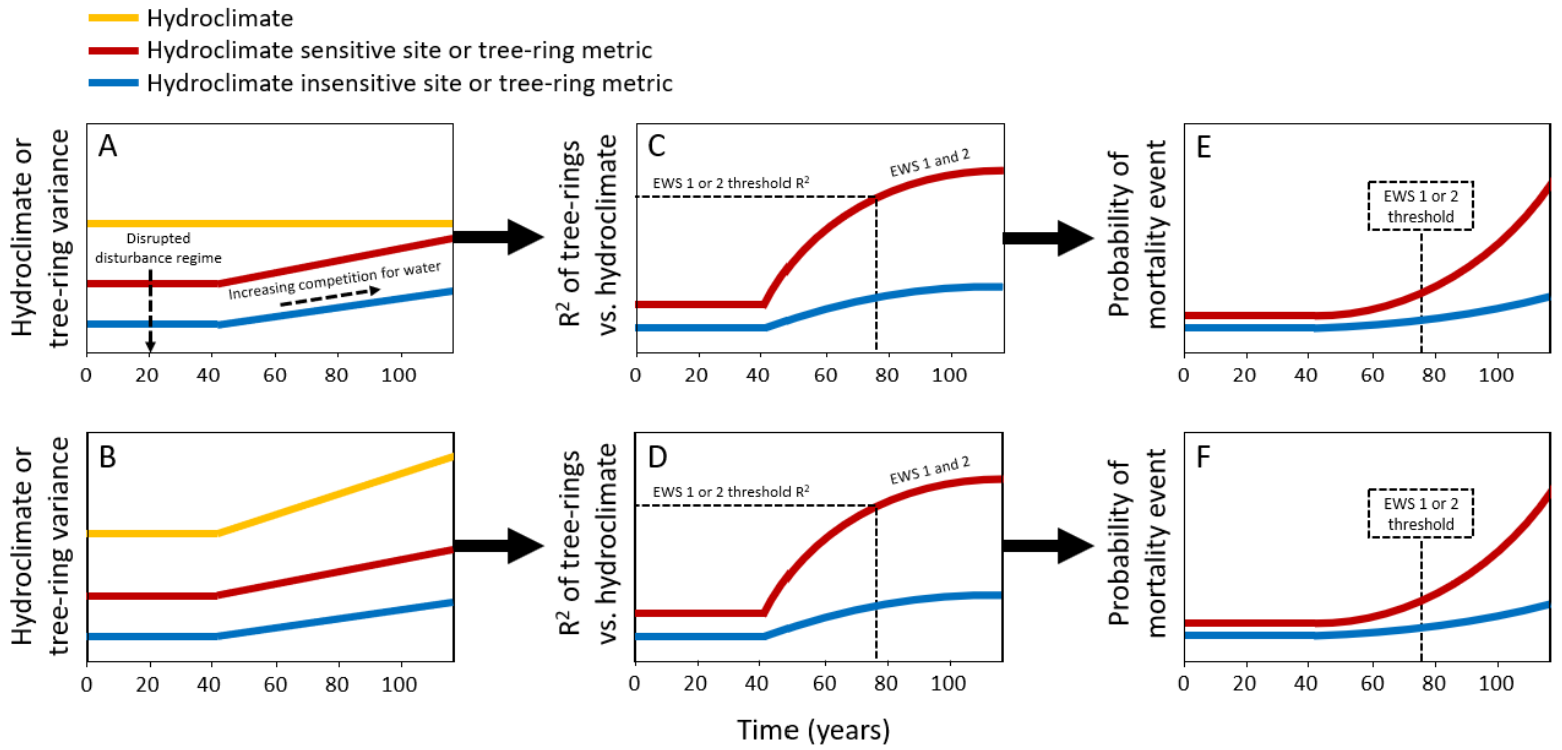 Hydroclimate
Hydroclimate sensitive site or tree-ring metric
Hydroclimate insensitive site or tree-ring metric
Hydroclimate or
tree-ring variance
A
Disrupted
disturbance regime
Increasing competition for water
0 20 40 60 80 100
R² of tree-rings
vs. hydroclimate
C
EWS 1 or 2 threshold R²
EWS 1 and 2
0 20 40 60 80 100
Probability of
mortality event
E
EWS 1 or 2
threshold
0 20 40 60 80 100
Hydroclimate or
tree-ring variance
B
0 20 40 60 80 100
R² of tree-rings
vs. hydroclimate
D
EWS 1 or 2 threshold R²
EWS 1 and 2
0 20 40 60 80 100
Probability of
mortality event
F
EWS 1 or 2
threshold
0 20 40 60 80 100
Time (years)